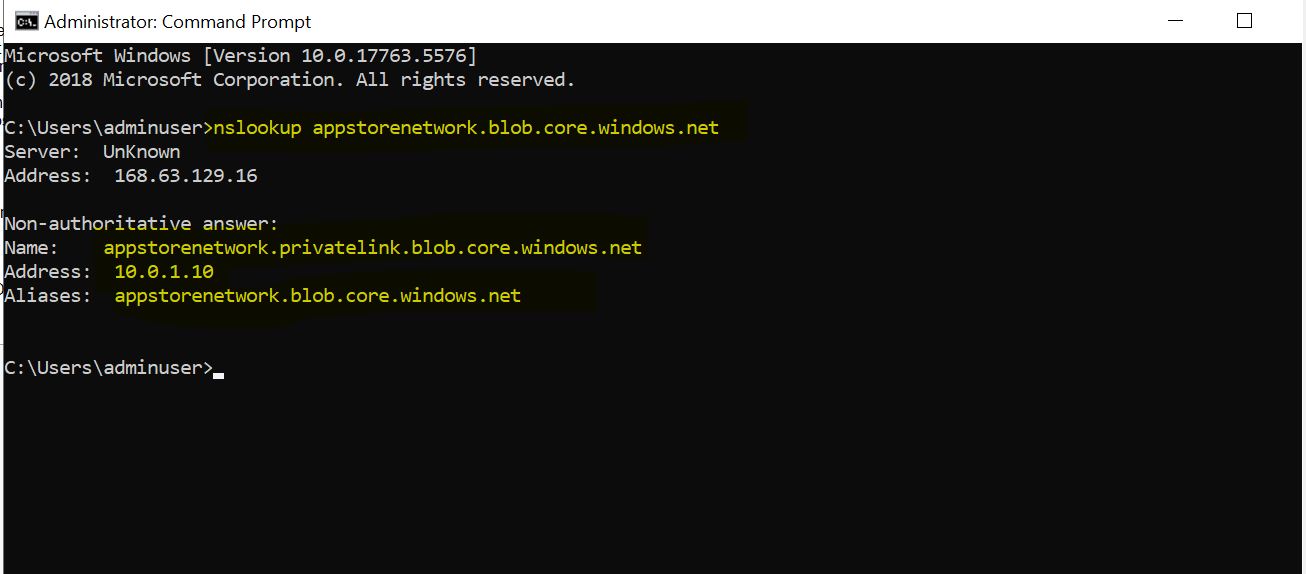 Administrator: Command Prompt
Microsoft Windows [Version 10.0.17763.5576]
(c) 2018 Microsoft Corporation. All rights reserved.
C:\Users\adminuser>nslookup appstorenetwork.blob.core.windows.net
Server:  UnKnown
Address:  168.63.129.16
Non-authoritative answer:
Name:    appstorenetwork.privatelink.blob.core.windows.net
Address:  10.0.1.10
Aliases:  appstorenetwork.blob.core.windows.net
C:\Users\adminuser>